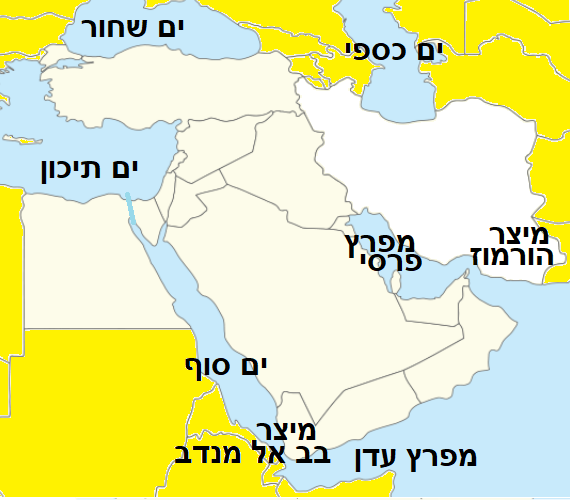 ים שחור
ים כספי
ים תיכון
מיצר
הורמוז
מפרץ
פרסי
ים סוף
מיצר
בב אל מנדב
מפרץ עדן